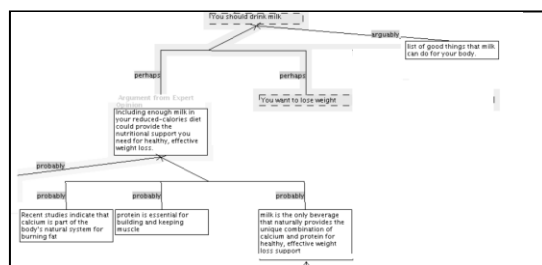 You should drink milk
arguably
list of good things that milk
can do for your body.
perhaps
perhaps
Argument from Expert
Opinion
You want to lose weight
Including enough milk in
your reduced-calories diet
could provide the
nutritional support you
need for healthy, effective
weight loss.
probably
probably
probably
probably
Recent studies indicate that
calcium is part of the
body's natural system for
burning fat
protein is essential for
building and keeping
muscle
milk is the only beverage
that naturally provides the
unique combination of
calcium and protein for
healthy, effective weight
loss support